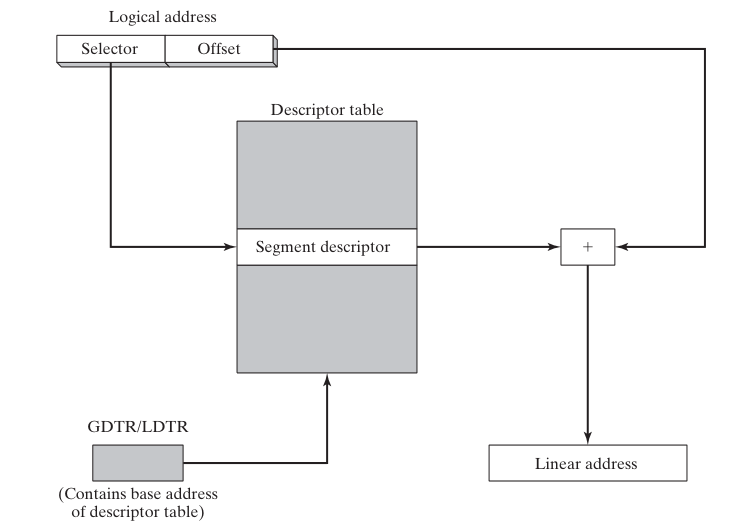 Logical address
Selector
Offset
Descriptor table
Segment descriptor
+
GDTR/LDTR
Linear address
(Contains base address
of descriptor table)